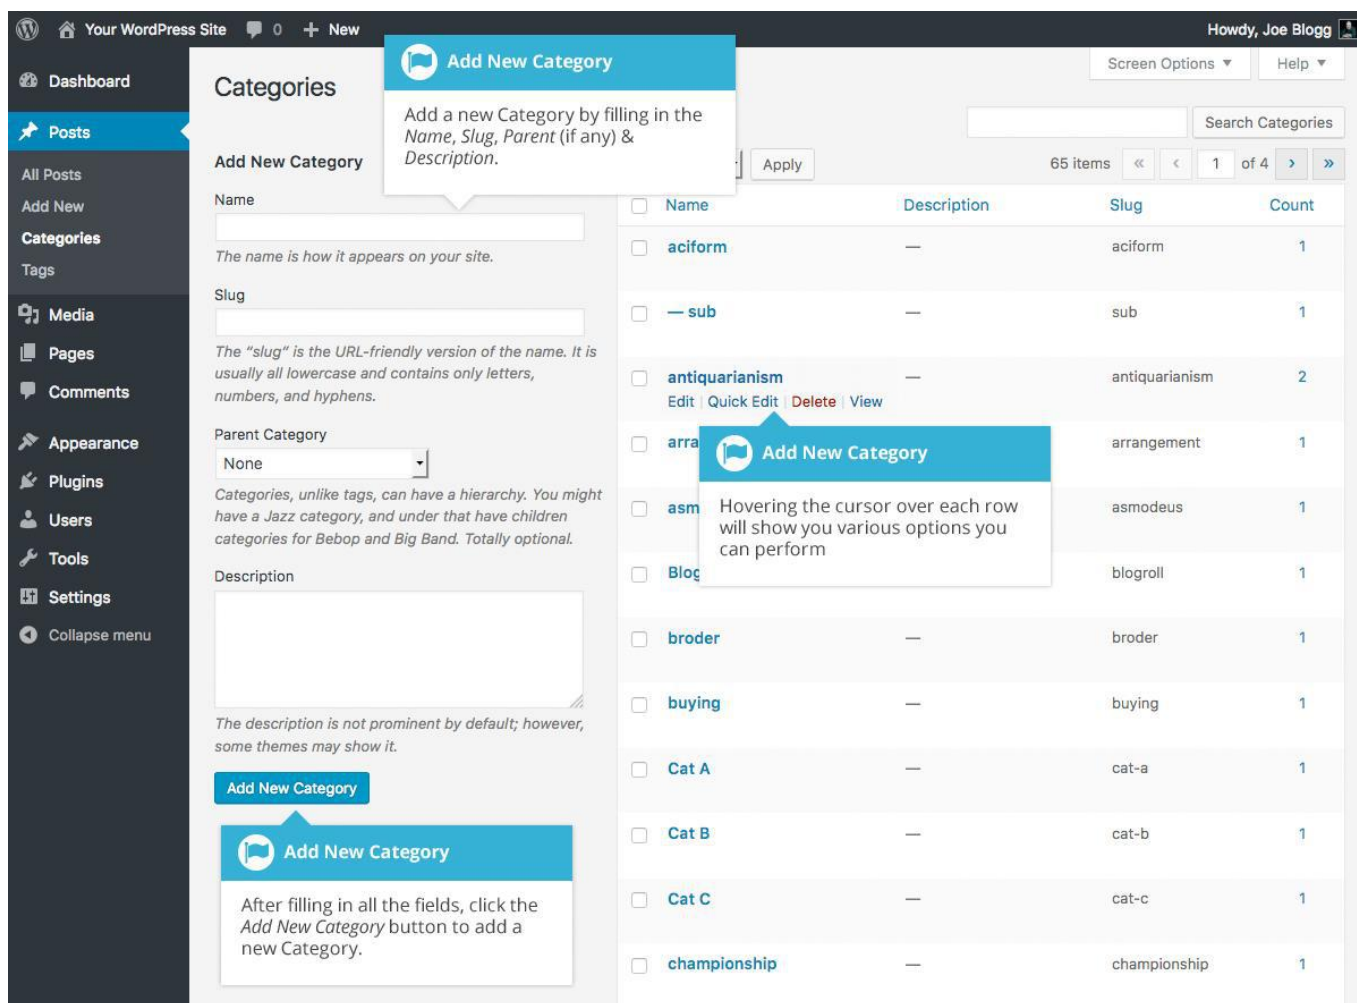 Your WordPress Site 0 + New Howdy, Joe Blogg
Dashboard
Posts
All Posts
Add New
Categories
Tags
Media
Pages
Comments
Appearance
Plugins
Users
Tools
Settings
Collapse menu
Screen Options Help
Categories
Add New Category
Add a new Category by filling in the
Name, Slug, Parent (if any) &
Description.
Search Categories
Apply
65 items « ‹ 1 of 4 › »
Add New Category
Name
The name is how it appears on your site.
Slug
The “slug” is the URL-friendly version of the name. It is
usually all lowercase and contains only letters,
numbers, and hyphens.
Parent Category
None
Categories, unlike tags, can have a hierarchy. You might
have a Jazz category, and under that have children
categories for Bebop and Big Band. Totally optional.
Description
The description is not prominent by default; however,
some themes may show it.
Add New Category
Add New Category
After filling in all the fields, click the
Add New Category button to add a
new Category.
Name Description Slug Count
aciform — aciform 1
— sub — sub 1
antiquarianism — antiquarianism 2
Edit | Quick Edit | Delete | View
Add New Category
Hovering the cursor over each row
will show you various options you
can perform
arrangement 1
asmodeus 1
blogroll 1
broder — broder 1
buying — buying 1
Cat A — cat-a 1
Cat B — cat-b 1
Cat C — cat-c 1
championship — championship 1